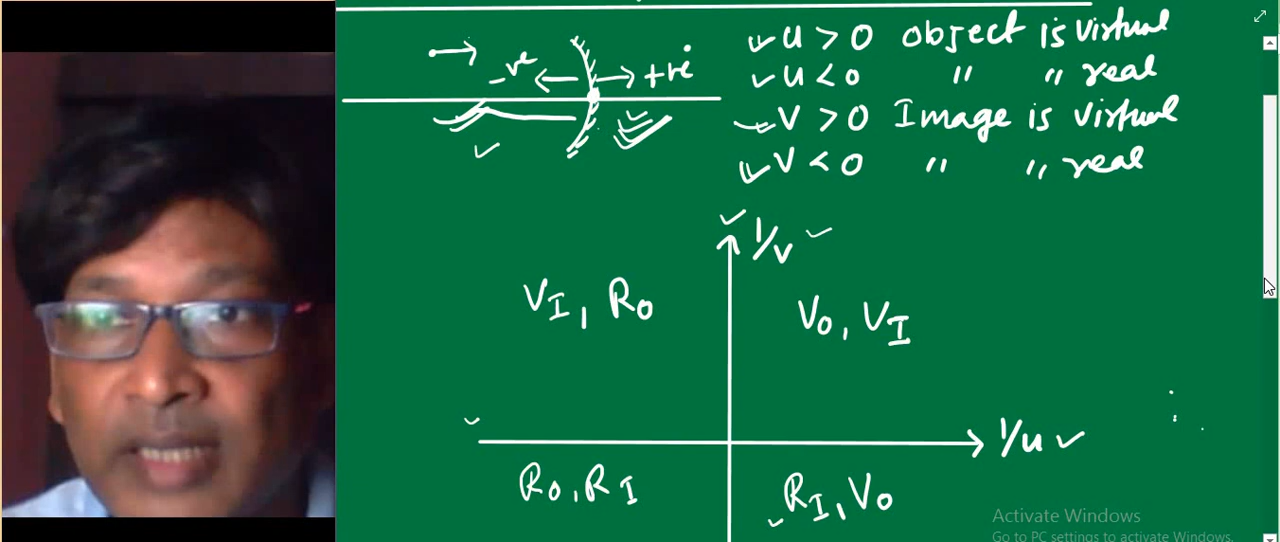 u > 0 object is virtual
-ve +ve u < 0 " " real
v > 0 Image is virtual
v < 0 " " real
1/v
VI, RO
VO, VI
1/u
RO, RI
RI, VO
Activate Windows
Go to PC settings to activate Windows.